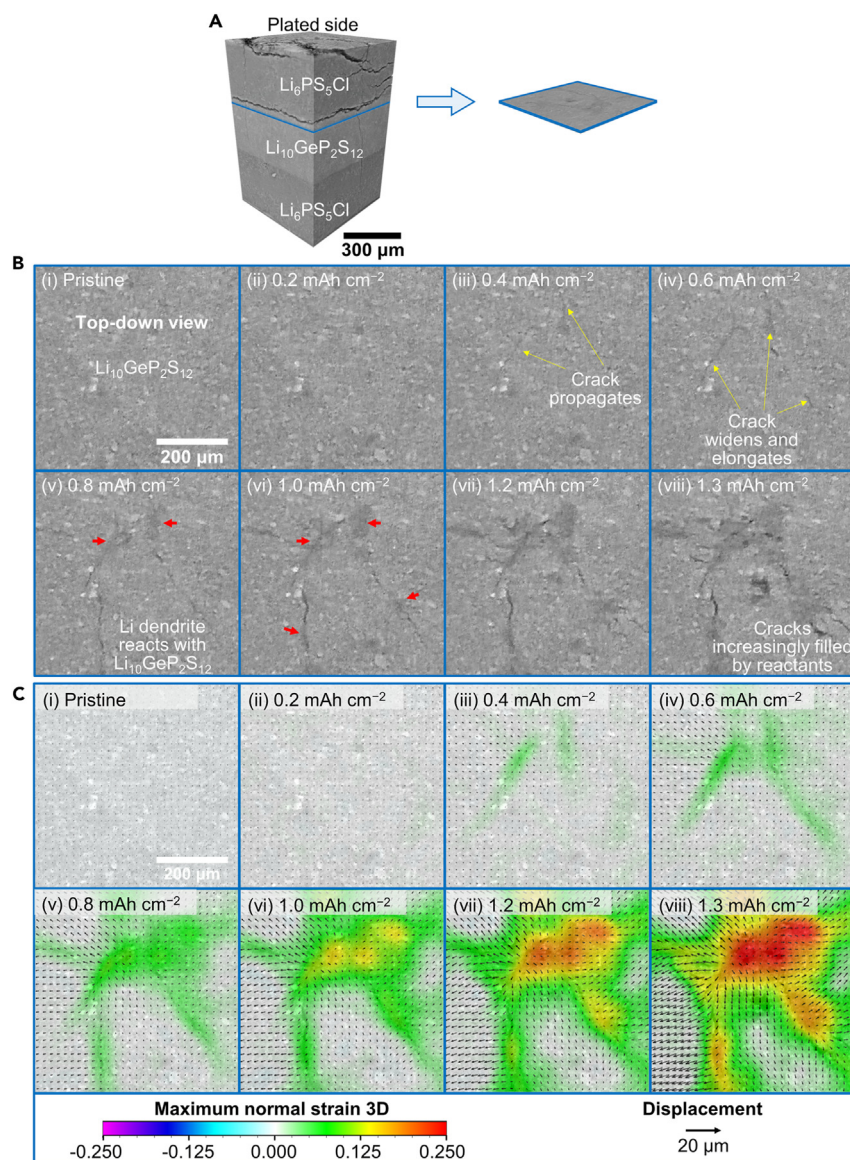 A
Plated side
Li₆PS₅Cl
Li₁₀GeP₂S₁₂
Li₆PS₅Cl
300 µm
B
(i) Pristine
Top-down view
Li₁₀GeP₂S₁₂
200 µm
(ii) 0.2 mAh cm⁻²
(iii) 0.4 mAh cm⁻²
Crack
propagates
(iv) 0.6 mAh cm⁻²
Crack
widens and
elongates
(v) 0.8 mAh cm⁻²
Li dendrite
reacts with
Li₁₀GeP₂S₁₂
(vi) 1.0 mAh cm⁻²
(vii) 1.2 mAh cm⁻²
(viii) 1.3 mAh cm⁻²
Cracks
increasingly filled
by reactants
C
(i) Pristine
200 µm
(ii) 0.2 mAh cm⁻²
(iii) 0.4 mAh cm⁻²
(iv) 0.6 mAh cm⁻²
(v) 0.8 mAh cm⁻²
(vi) 1.0 mAh cm⁻²
(vii) 1.2 mAh cm⁻²
(viii) 1.3 mAh cm⁻²
Maximum normal strain 3D
-0.250 -0.125 0.000 0.125 0.250
Displacement
20 µm